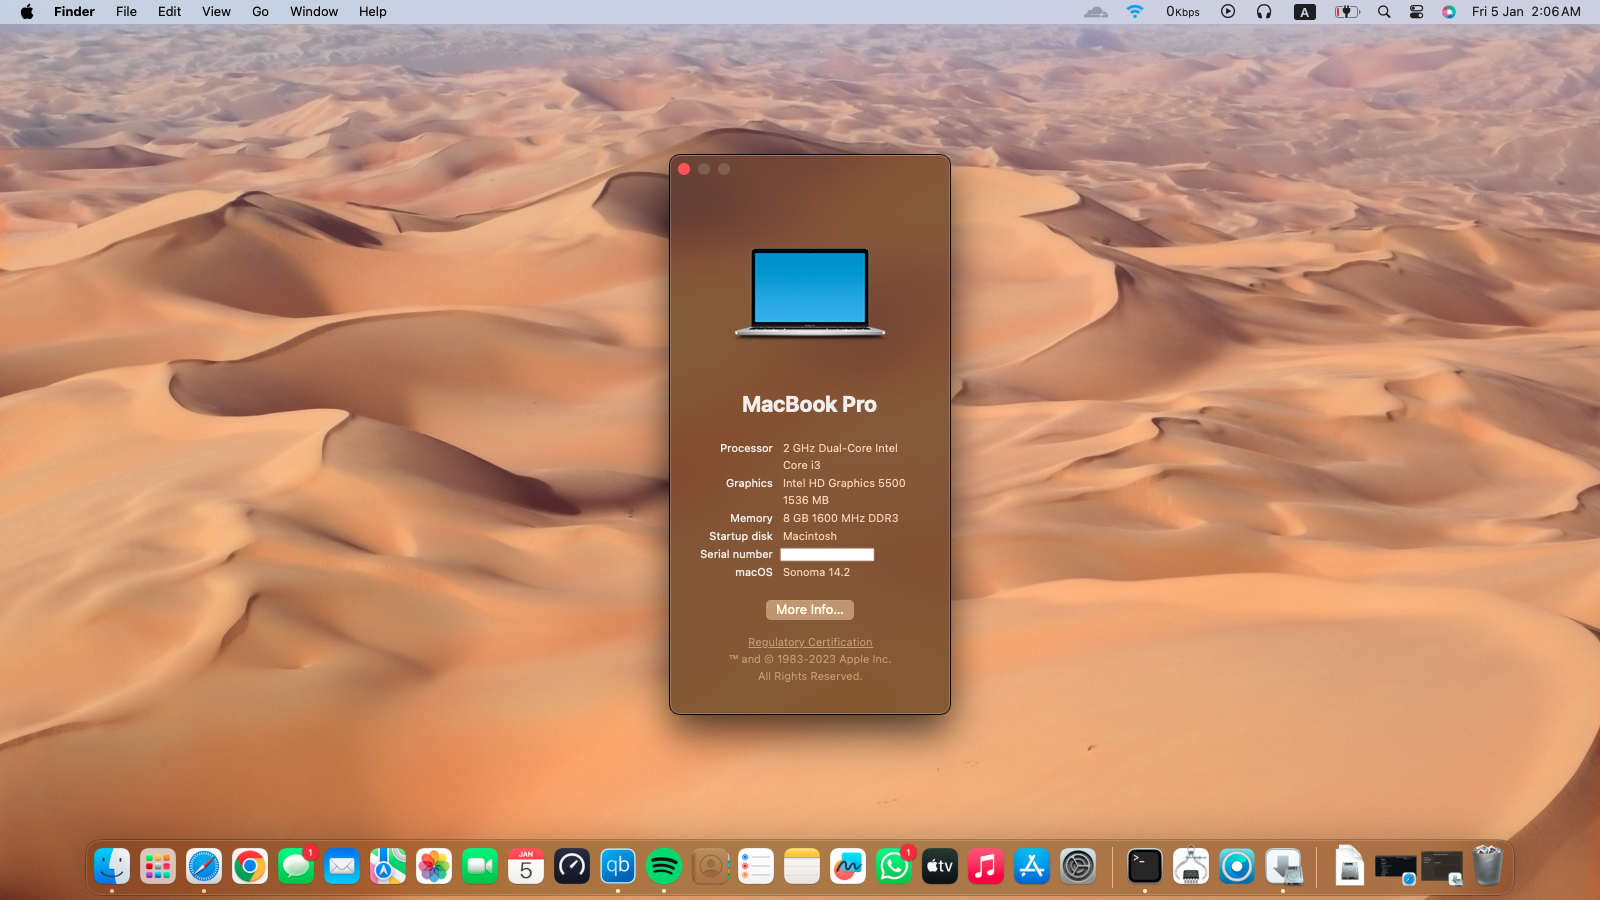 Finder File Edit View Go Window Help
0Kbps A Fri 5 Jan 2:06 AM
MacBook Pro
Processor 2 GHz Dual-Core Intel
Core i3
Graphics Intel HD Graphics 5500
1536 MB
Memory 8 GB 1600 MHz DDR3
Startup disk Macintosh
Serial number
macOS Sonoma 14.2
More Info...
Regulatory Certification
™ and © 1983-2023 Apple Inc.
All Rights Reserved.
1
JAN
5
qb
1
tv
>_